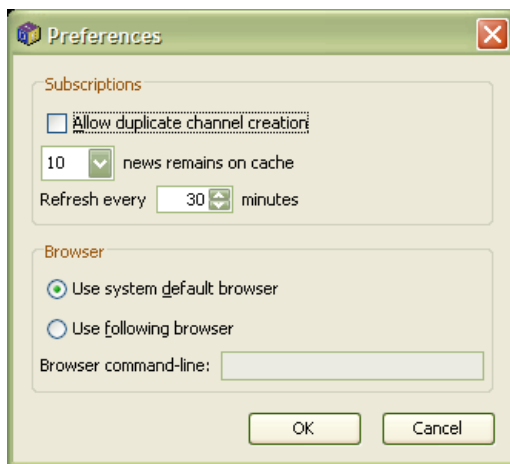 Preferences
Subscriptions
Allow duplicate channel creation
10 news remains on cache
Refresh every 30 minutes
Browser
Use system default browser
Use following browser
Browser command-line:
OK Cancel